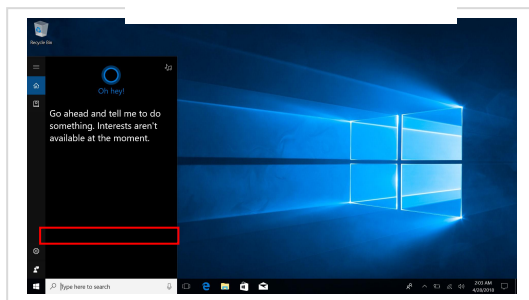 Recycle Bin
Oh hey!
Go ahead and tell me to do
something. Interests aren't
available at the moment.
Type here to search
2:03 AM
4/28/2018